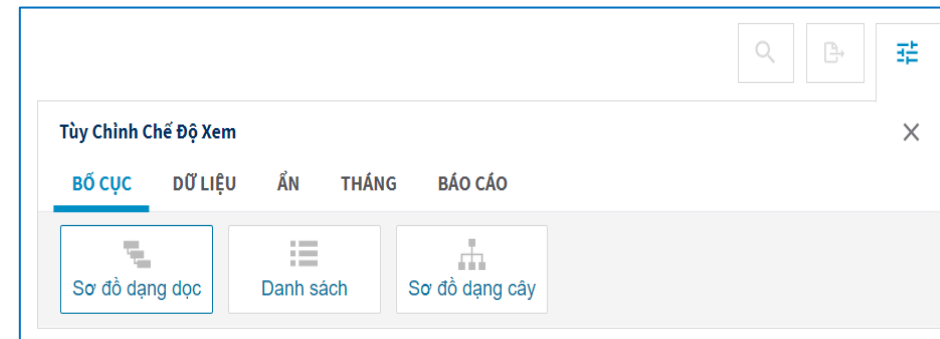 Tùy Chỉnh Chế Độ Xem
BỐ CỤC DỮ LIỆU ẨN THÁNG BÁO CÁO
Sơ đồ dạng dọc Danh sách Sơ đồ dạng cây